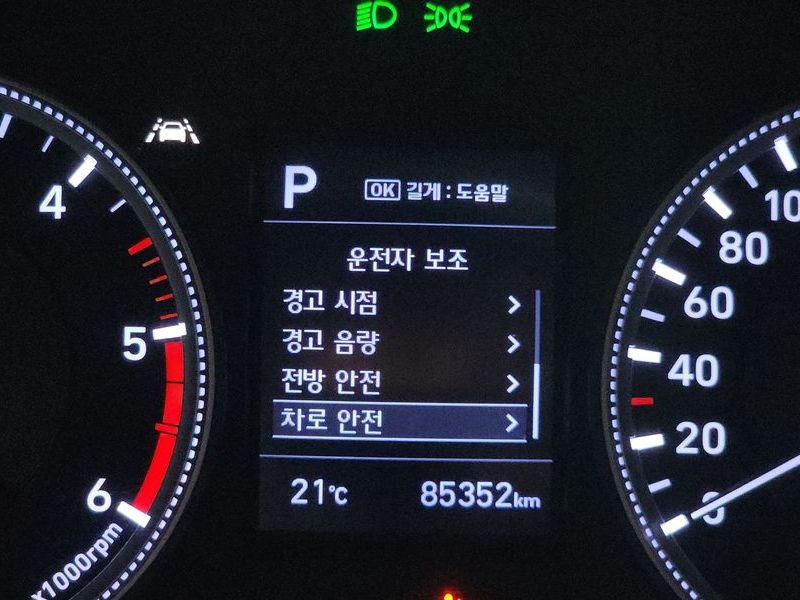 P
OK 길게 : 도움말
운전자 보조
경고 시점
경고 음량
전방 안전
차로 안전
21℃
85352km
4
5
6
x1000rpm
100
80
60
40
20
0